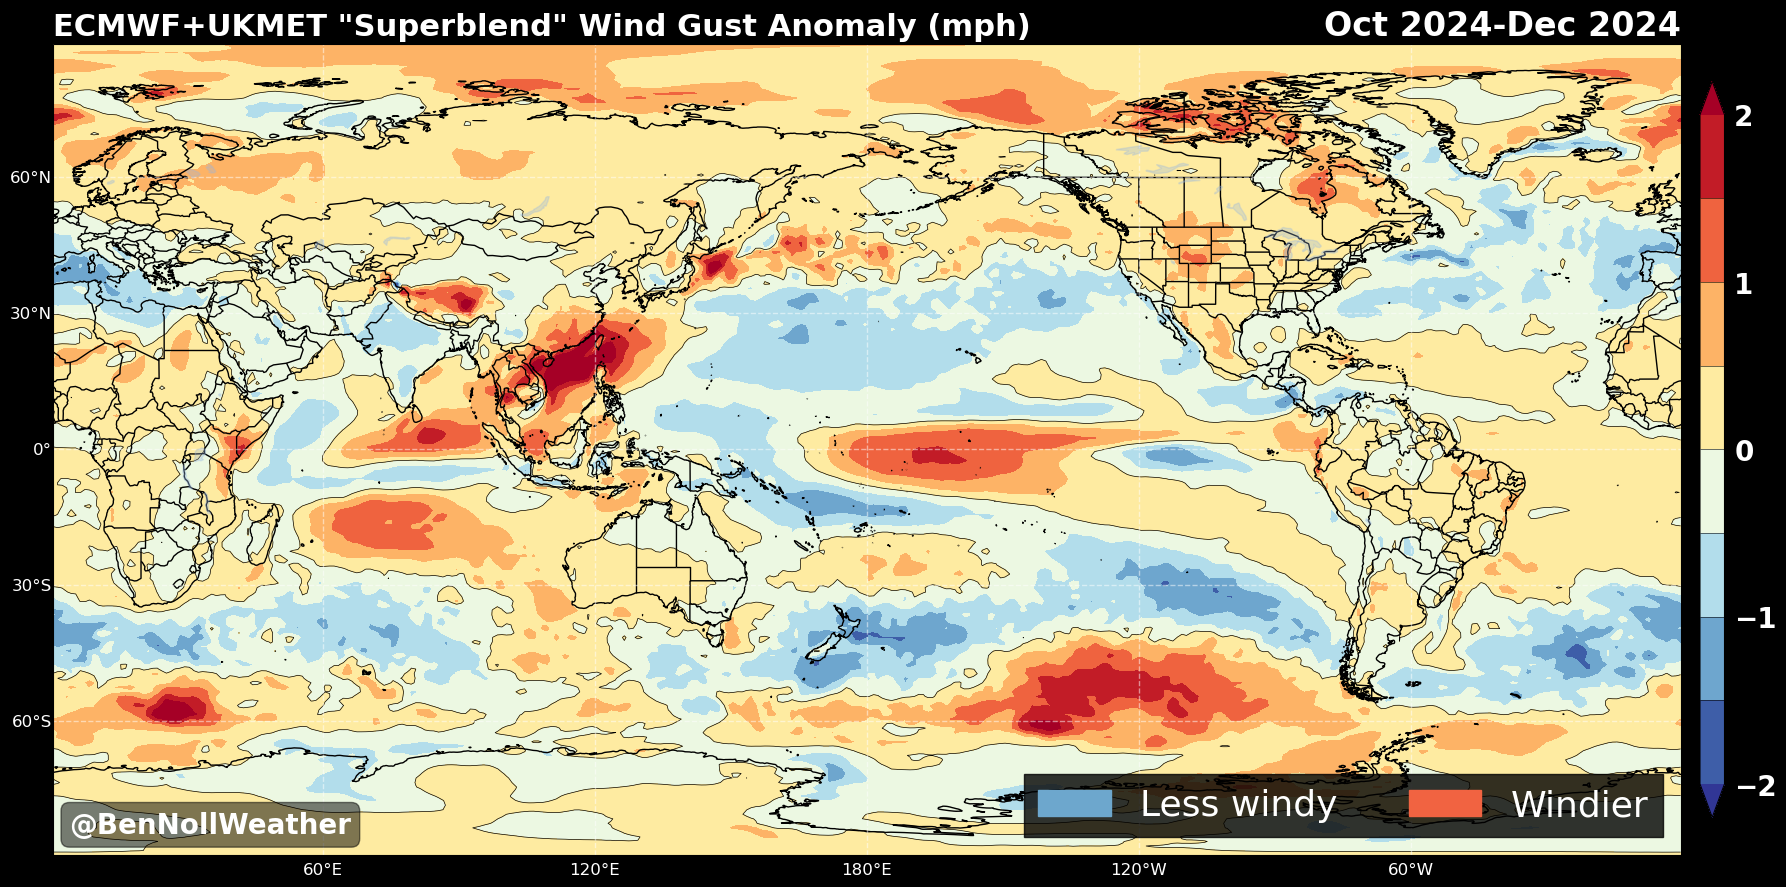 ECMWF+UKMET "Superblend" Wind Gust Anomaly (mph)
Oct 2024-Dec 2024
60°N
30°N
0°
30°S
60°S
60°E
120°E
180°E
120°W
60°W
2
1
0
−1
−2
@BenNollWeather
Less windy
Windier